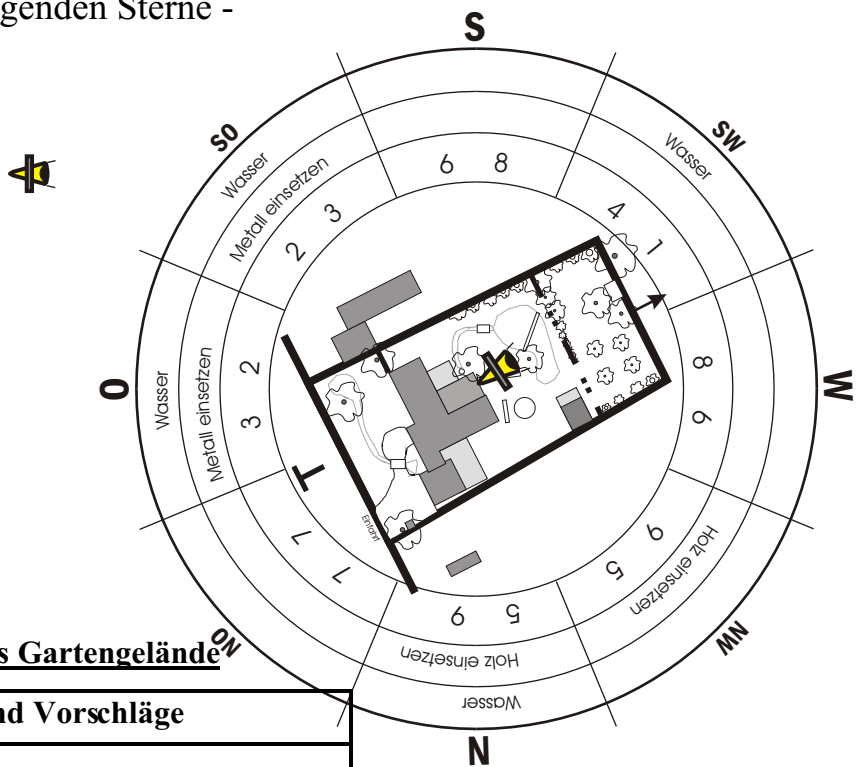 genden Sterne -
S
SO
SW
Wasser
Wasser
Metall einsetzen
6 8
2 3
4 1
O
Wasser
Metall einsetzen
3 2
8 6
W
Einfahrt
7 7
9 5
Holz einsetzen
5 9
Holz einsetzen
Wasser
NO
NW
N
s Gartengelände
nd Vorschläge